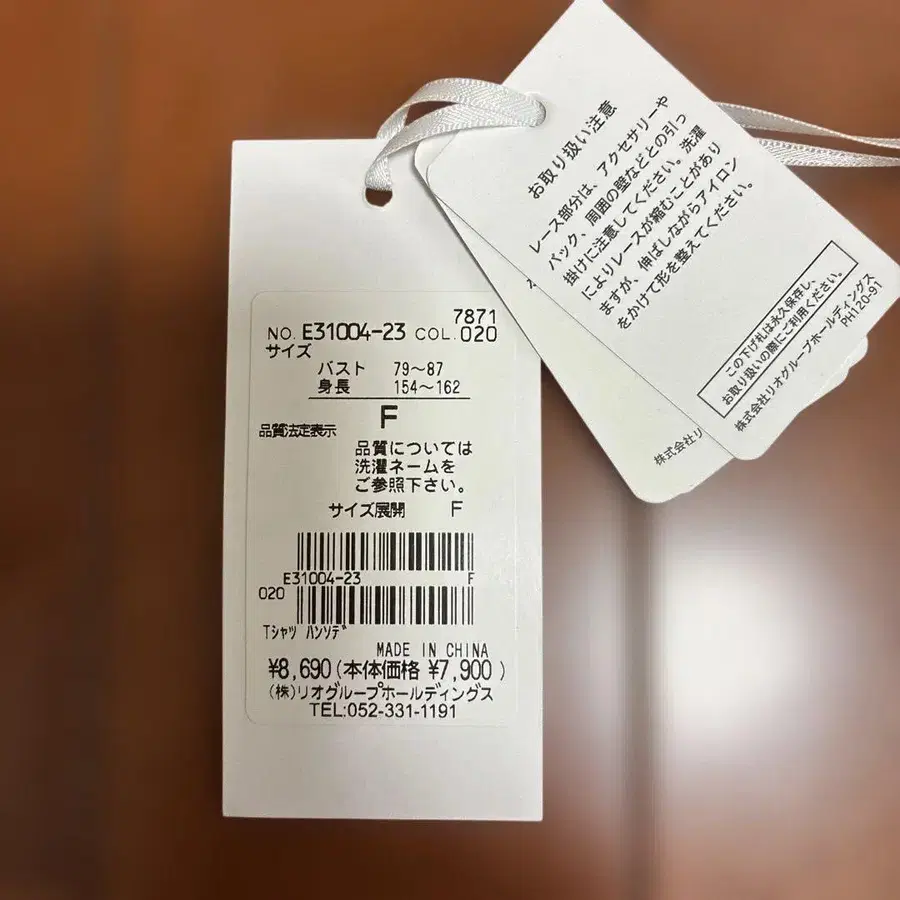 7871
NO. E31004-23 COL. 020
サイズ
バスト 79～87
身長 154～162
F
品質法定表示
品質については
洗濯ネームを
ご参照下さい。
サイズ展開 F
E31004-23 F
020
Tシャツ ハンソデ
MADE IN CHINA
¥8,690(本体価格 ¥7,900)
(株)リオグループホールディングス
TEL:052-331-1191
お取り扱い注意
レース部分は、アクセサリーや
バック、周囲の壁などとの引っ
掛けに注意してください。洗濯
によりレースが縮むことがあり
ますが、伸ばしながらアイロン
をかけて形を整えてください。
この下げ札は永久保存し、
お取り扱いの際にご利用ください。
株式会社リオグループホールディングス
PH120-91
株式会社リ